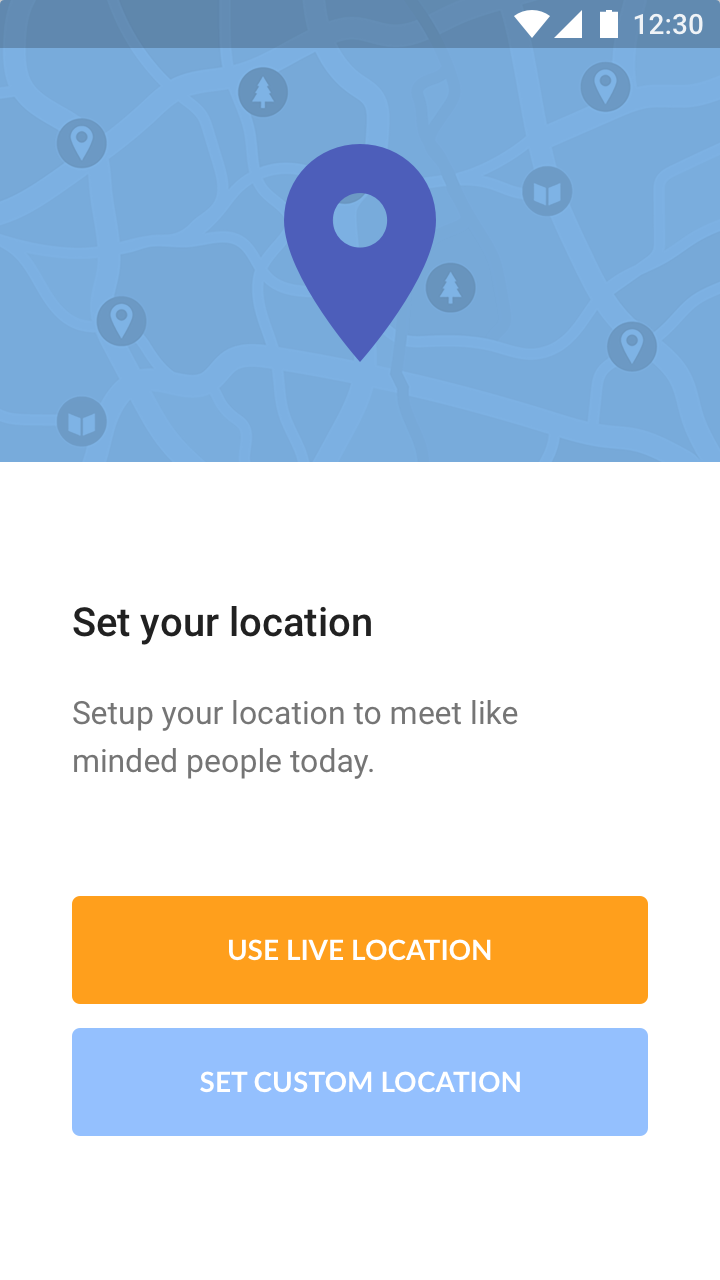 12:30
Set your location
Setup your location to meet like
minded people today.
USE LIVE LOCATION
SET CUSTOM LOCATION